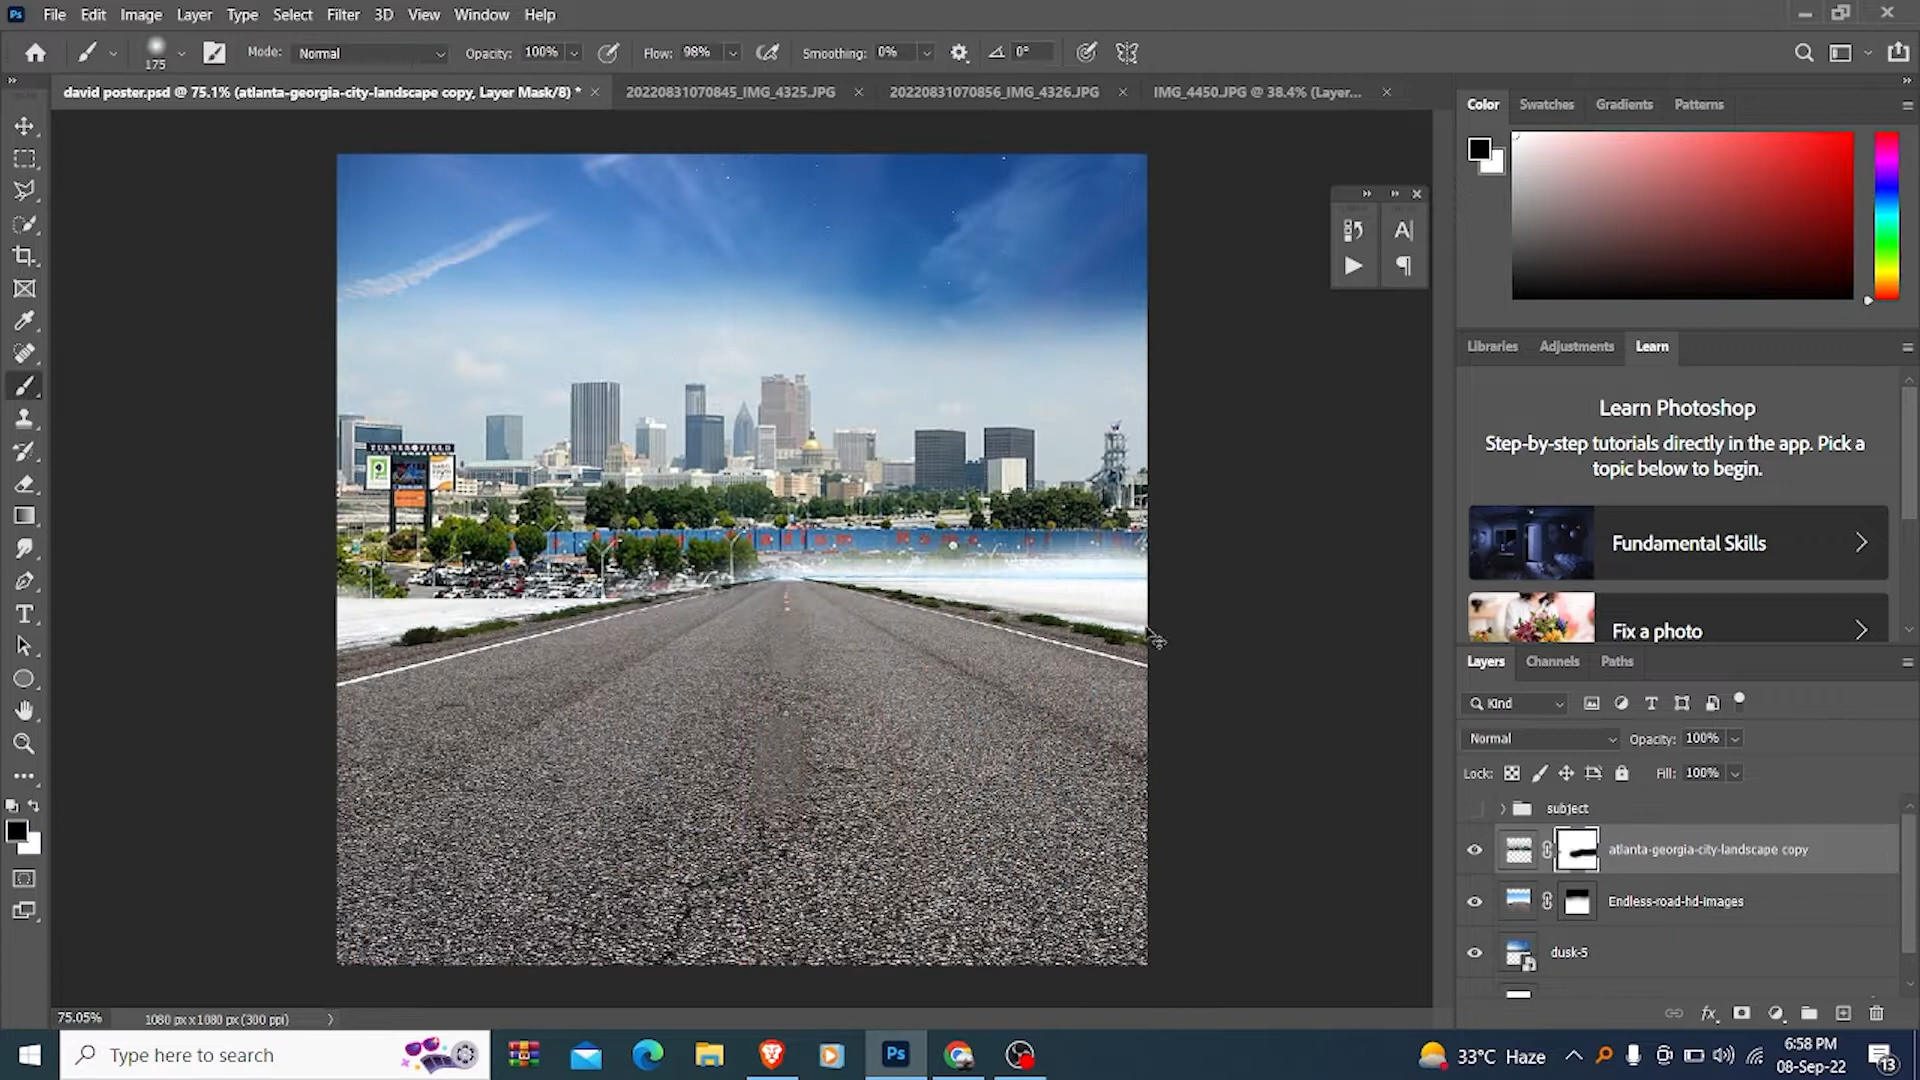 Ps File Edit Image Layer Type Select Filter 3D View Window Help
175 Mode: Normal Opacity: 100% Flow: 98% Smoothing: 0% 0°
david poster.psd @ 75.1% (atlanta-georgia-city-landscape copy, Layer Mask/8) * 20220831070845_IMG_4325.JPG 20220831070856_IMG_4326.JPG IMG_4450.JPG @ 38.4% (Layer...
Color Swatches Gradients Patterns
TURNER FIELD
Libraries Adjustments Learn
Learn Photoshop
Step-by-step tutorials directly in the app. Pick a
topic below to begin.
Fundamental Skills
Fix a photo
Layers Channels Paths
Kind
Normal Opacity: 100%
Lock: Fill: 100%
subject
atlanta-georgia-city-landscape copy
Endless-road-hd-images
dusk-5
75.05% 1080 px x 1080 px (300 ppi)
Type here to search
Ps
33°C Haze
6:58 PM
08-Sep-22
13